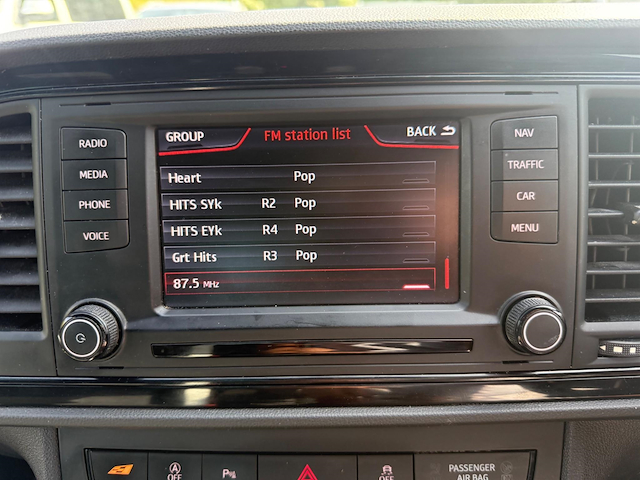 GROUP FM station list BACK
Heart Pop
HITS SYk R2 Pop
HITS EYk R4 Pop
Grt Hits R3 Pop
87.5 MHz
RADIO
MEDIA
PHONE
VOICE
NAV
TRAFFIC
CAR
MENU
A
OFF
P
OFF
PASSENGER
AIR BAG